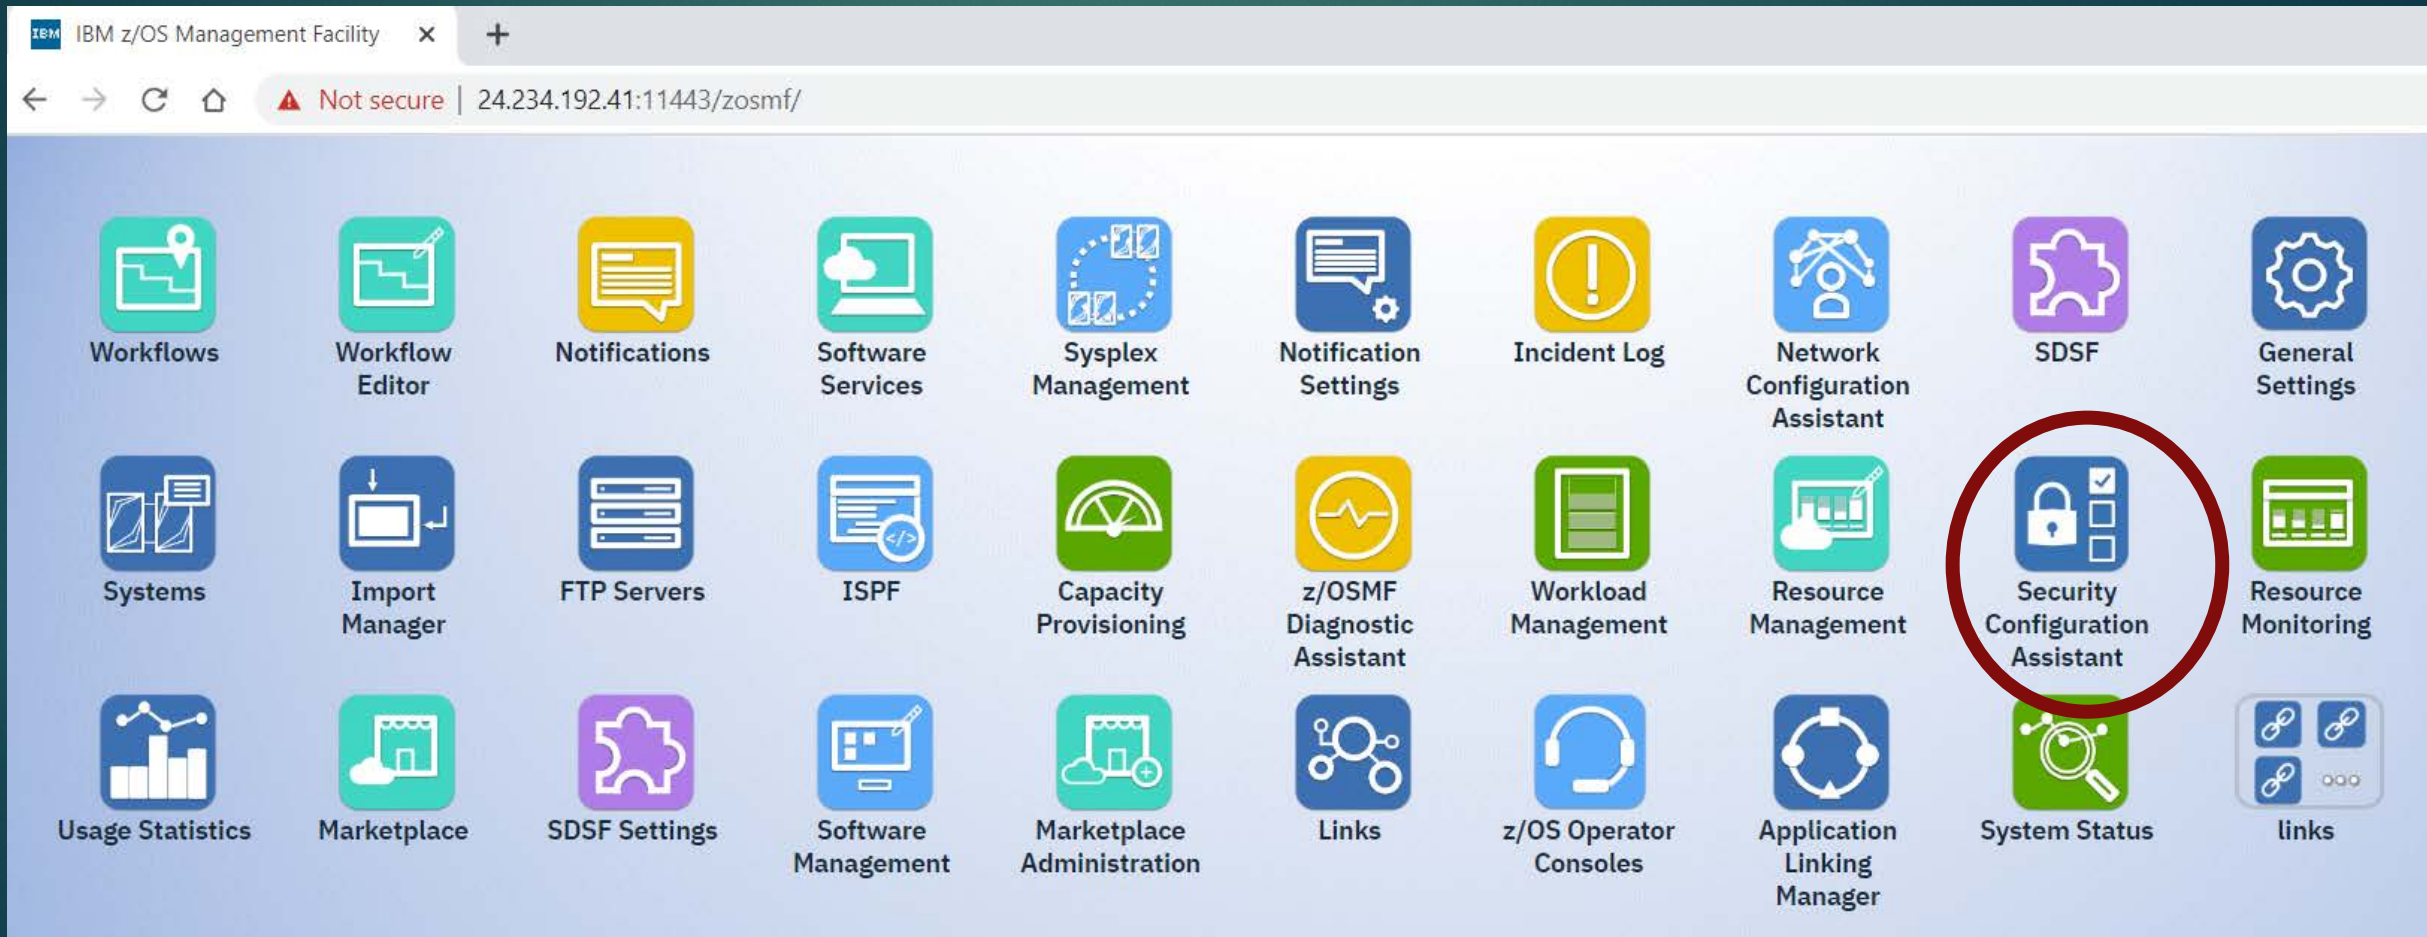 IBM IBM z/OS Management Facility
Not secure | 24.234.192.41:11443/zosmf/
Workflows
Workflow
Editor
Notifications
Software
Services
Sysplex
Management
Notification
Settings
Incident Log
Network
Configuration
Assistant
SDSF
General
Settings
Systems
Import
Manager
FTP Servers
ISPF
</>
Capacity
Provisioning
z/OSMF
Diagnostic
Assistant
Workload
Management
Resource
Management
Security
Configuration
Assistant
Resource
Monitoring
Usage Statistics
Marketplace
SDSF Settings
Software
Management
Marketplace
Administration
Links
z/OS Operator
Consoles
Application
Linking
Manager
System Status
links